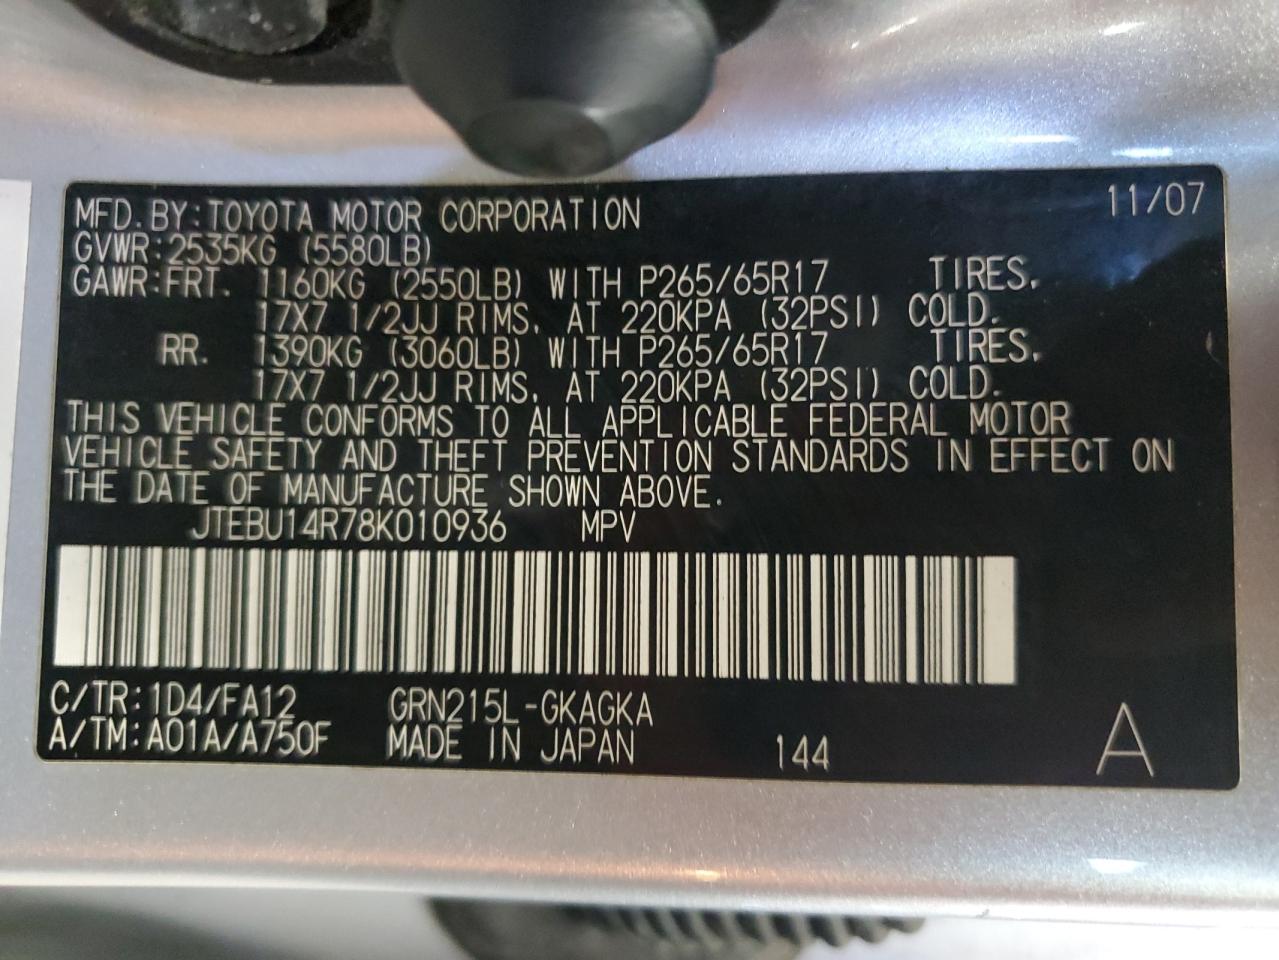 MFD. BY: TOYOTA MOTOR CORPORATION 11/07
GVWR: 2535KG (5580LB)
GAWR: FRT. 1160KG (2550LB) WITH P265/65R17 TIRES.
17X7 1/2JJ RIMS. AT 220KPA (32PSI) COLD.
RR. 1390KG (3060LB) WITH P265/65R17 TIRES.
17X7 1/2JJ RIMS. AT 220KPA (32PSI) COLD.
THIS VEHICLE CONFORMS TO ALL APPLICABLE FEDERAL MOTOR
VEHICLE SAFETY AND THEFT PREVENTION STANDARDS IN EFFECT ON
THE DATE OF MANUFACTURE SHOWN ABOVE.
JTEBU14R78K010936 MPV
C/TR: 1D4/FA12 GRN215L-GKAGKA
A/TM: A01A/A750F MADE IN JAPAN 144 A